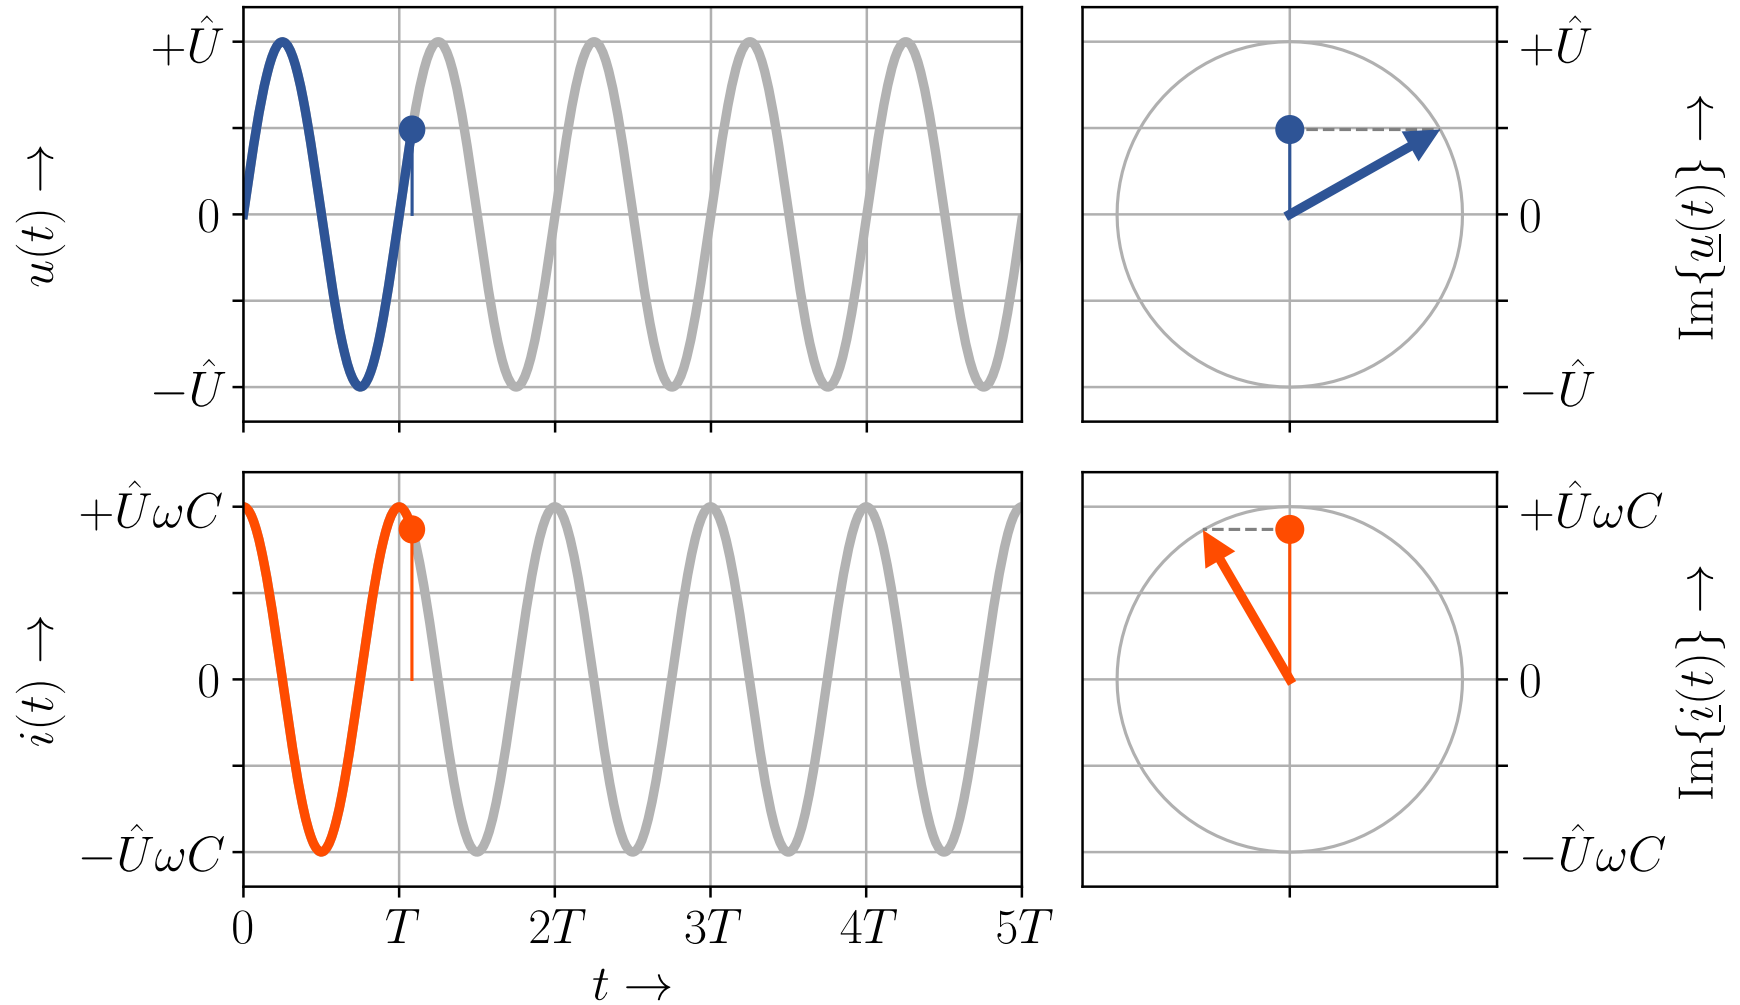 u(t) →
+Û
0
−Û
+Û
0
−Û
Im{u̲(t)} →
i(t) →
+ÛωC
0
−ÛωC
+ÛωC
0
−ÛωC
Im{i̲(t)} →
0 T 2T 3T 4T 5T
t →